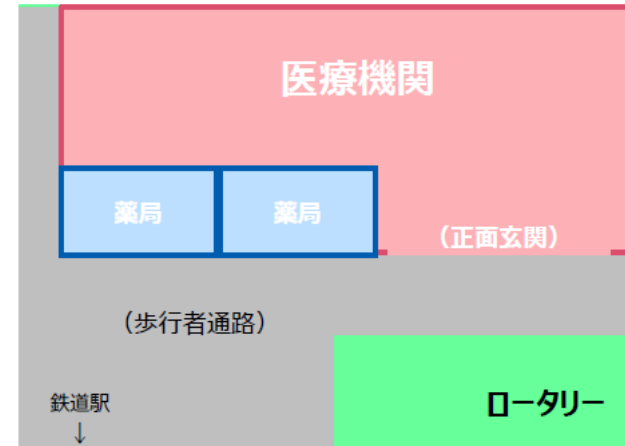 医療機関
薬局
薬局
（正面玄関）
（歩行者通路）
ロータリー
鉄道駅
↓